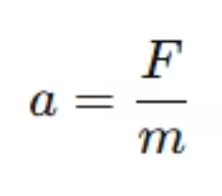 a = F/m